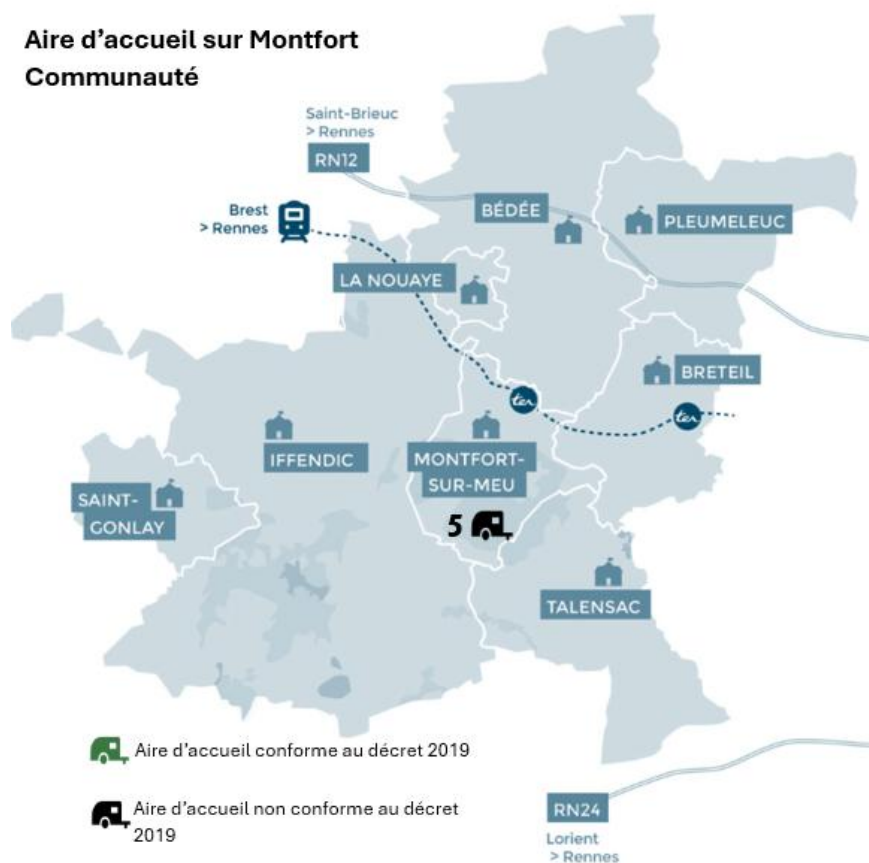 Aire d’accueil sur Montfort
Communauté
Saint-Brieuc
> Rennes
RN12
Brest
> Rennes
BÉDÉE
PLEUMELEUC
LA NOUAYE
BRETEIL
ter
ter
IFFENDIC
MONTFORT-
SUR-MEU
SAINT-
GONLAY
5
TALENSAC
Aire d’accueil conforme au décret 2019
Aire d’accueil non conforme au décret
2019
RN24
Lorient
> Rennes